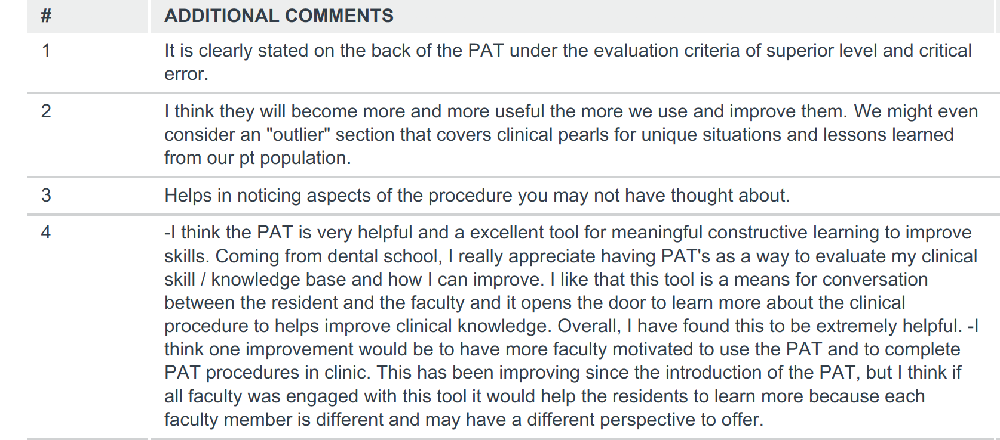 # ADDITIONAL COMMENTS
1 It is clearly stated on the back of the PAT under the evaluation criteria of superior level and critical
error.
2 I think they will become more and more useful the more we use and improve them. We might even
consider an "outlier" section that covers clinical pearls for unique situations and lessons learned
from our pt population.
3 Helps in noticing aspects of the procedure you may not have thought about.
4 -I think the PAT is very helpful and a excellent tool for meaningful constructive learning to improve
skills. Coming from dental school, I really appreciate having PAT's as a way to evaluate my clinical
skill / knowledge base and how I can improve. I like that this tool is a means for conversation
between the resident and the faculty and it opens the door to learn more about the clinical
procedure to helps improve clinical knowledge. Overall, I have found this to be extremely helpful. -I
think one improvement would be to have more faculty motivated to use the PAT and to complete
PAT procedures in clinic. This has been improving since the introduction of the PAT, but I think if
all faculty was engaged with this tool it would help the residents to learn more because each
faculty member is different and may have a different perspective to offer.